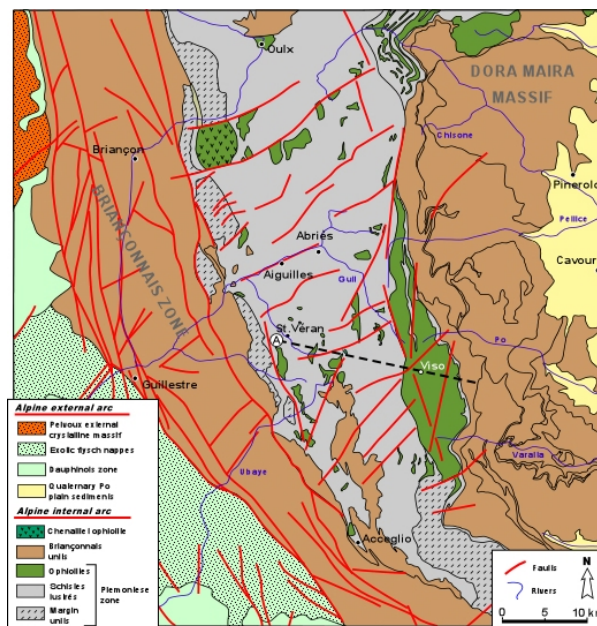 Oulx
DORA MAIRA
MASSIF
Chisone
Briançon
Pinerolo
BRIANÇONNAIS ZONE
Pellice
Abriès
Cavour
Aiguilles
Guil
St. Véran
A
Po
Viso
Guillestre
Varaita
Ubaye
Acceglio
Alpine external arc
Pelvoux external
crystalline massif
Exotic flysch nappes
Dauphinois zone
Quaternary Po
plain sediments
Alpine internal arc
Chenaillet ophiolite
Briançonnais
units
Ophiolites
Schistes
lustrés
Margin
units
Piemontese
zone
Faults
Rivers
N
0 5 10 km